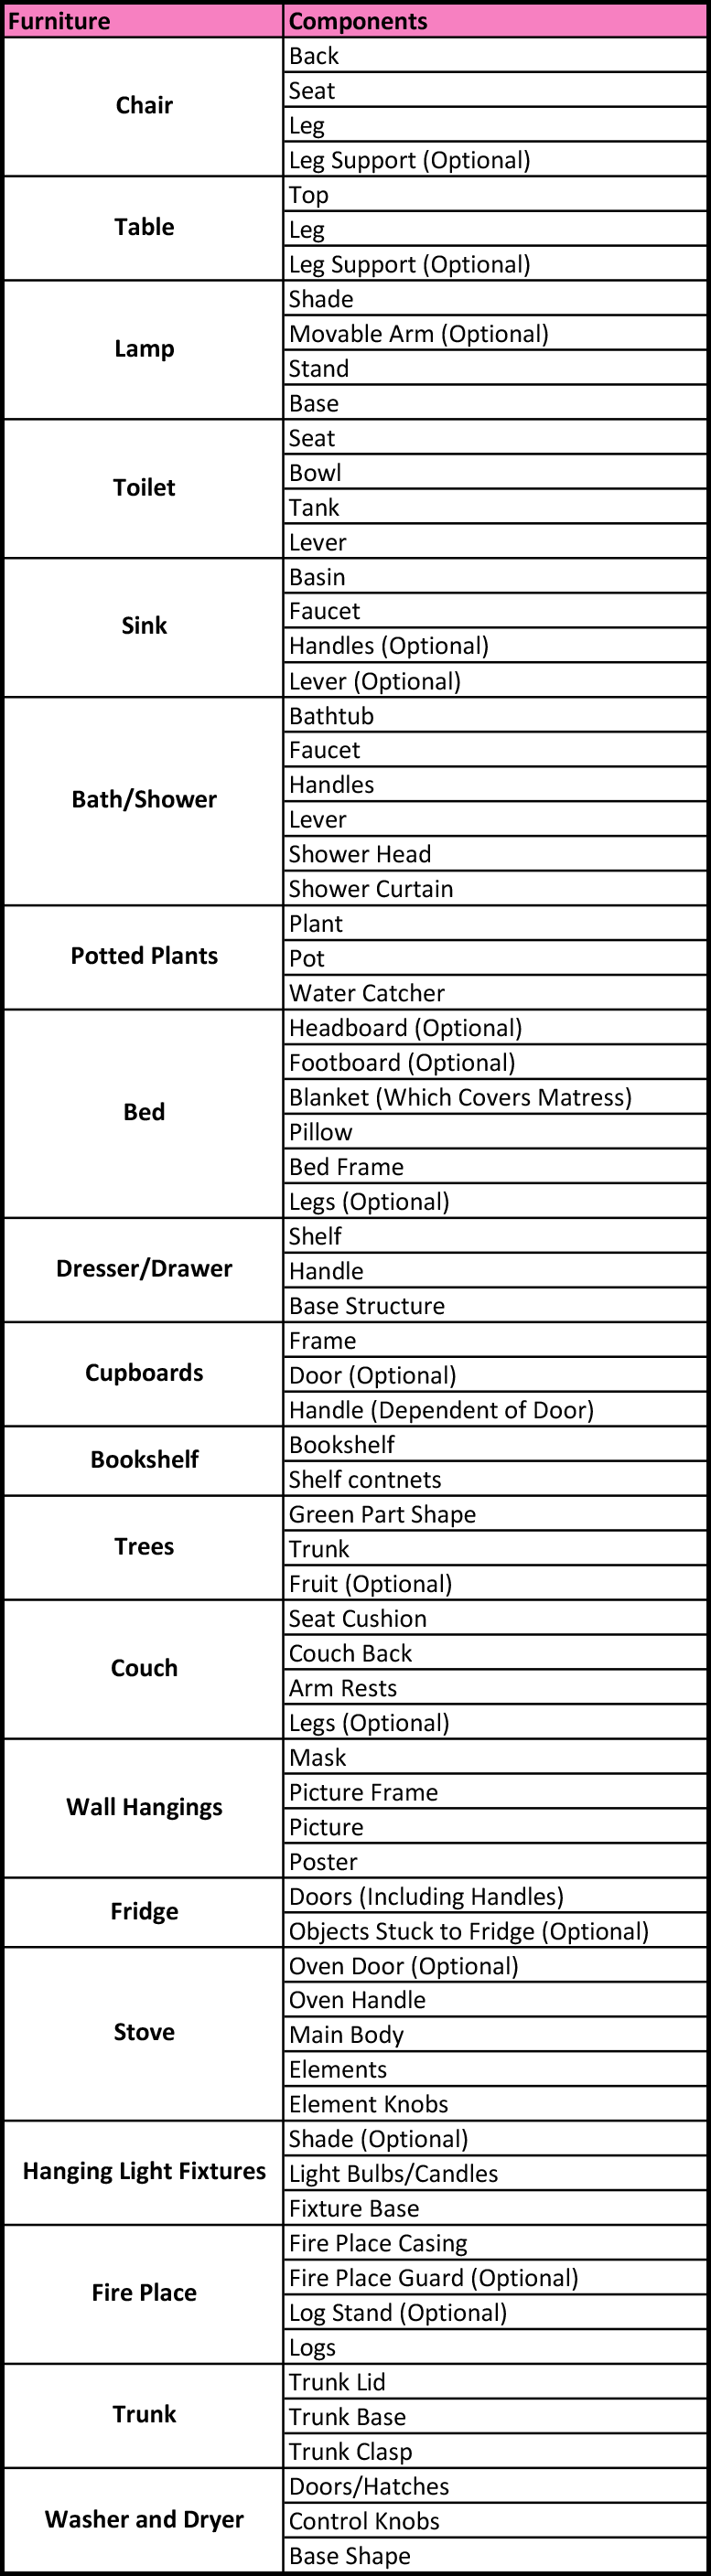 Furniture Components
Chair
Back
Seat
Leg
Leg Support (Optional)
Table
Top
Leg
Leg Support (Optional)
Lamp
Shade
Movable Arm (Optional)
Stand
Base
Toilet
Seat
Bowl
Tank
Lever
Sink
Basin
Faucet
Handles (Optional)
Lever (Optional)
Bath/Shower
Bathtub
Faucet
Handles
Lever
Shower Head
Shower Curtain
Potted Plants
Plant
Pot
Water Catcher
Bed
Headboard (Optional)
Footboard (Optional)
Blanket (Which Covers Matress)
Pillow
Bed Frame
Legs (Optional)
Dresser/Drawer
Shelf
Handle
Base Structure
Cupboards
Frame
Door (Optional)
Handle (Dependent of Door)
Bookshelf
Bookshelf
Shelf contnets
Trees
Green Part Shape
Trunk
Fruit (Optional)
Couch
Seat Cushion
Couch Back
Arm Rests
Legs (Optional)
Wall Hangings
Mask
Picture Frame
Picture
Poster
Fridge
Doors (Including Handles)
Objects Stuck to Fridge (Optional)
Stove
Oven Door (Optional)
Oven Handle
Main Body
Elements
Element Knobs
Hanging Light Fixtures
Shade (Optional)
Light Bulbs/Candles
Fixture Base
Fire Place
Fire Place Casing
Fire Place Guard (Optional)
Log Stand (Optional)
Logs
Trunk
Trunk Lid
Trunk Base
Trunk Clasp
Washer and Dryer
Doors/Hatches
Control Knobs
Base Shape